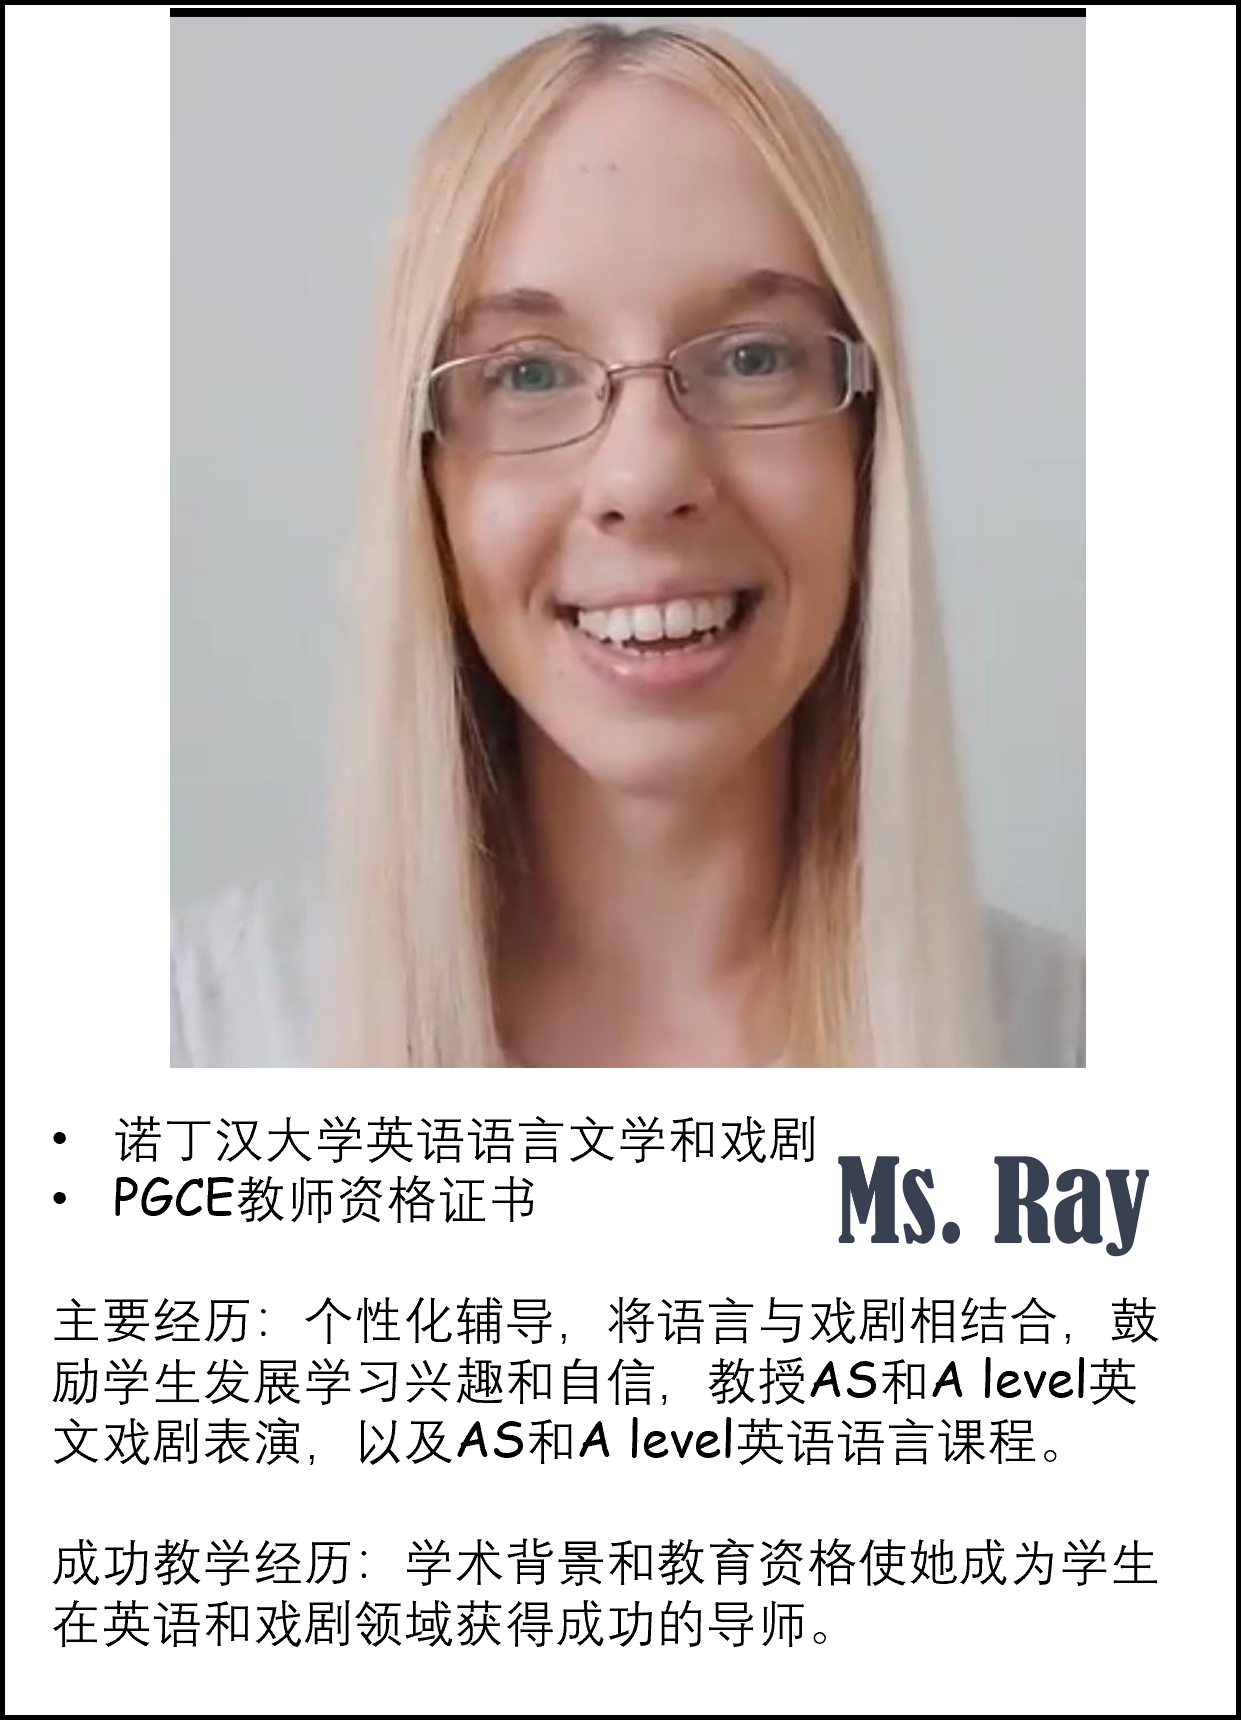 • 诺丁汉大学英语语言文学和戏剧
• PGCE教师资格证书
Ms. Ray
主要经历：个性化辅导，将语言与戏剧相结合，鼓
励学生发展学习兴趣和自信，教授AS和A level英
文戏剧表演，以及AS和A level英语语言课程。
成功教学经历：学术背景和教育资格使她成为学生
在英语和戏剧领域获得成功的导师。